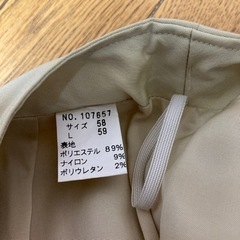 NO. 107657
サイズ 58
L 59
表地
ポリエステル 89%
ナイロン 9%
ポリウレタン 2%